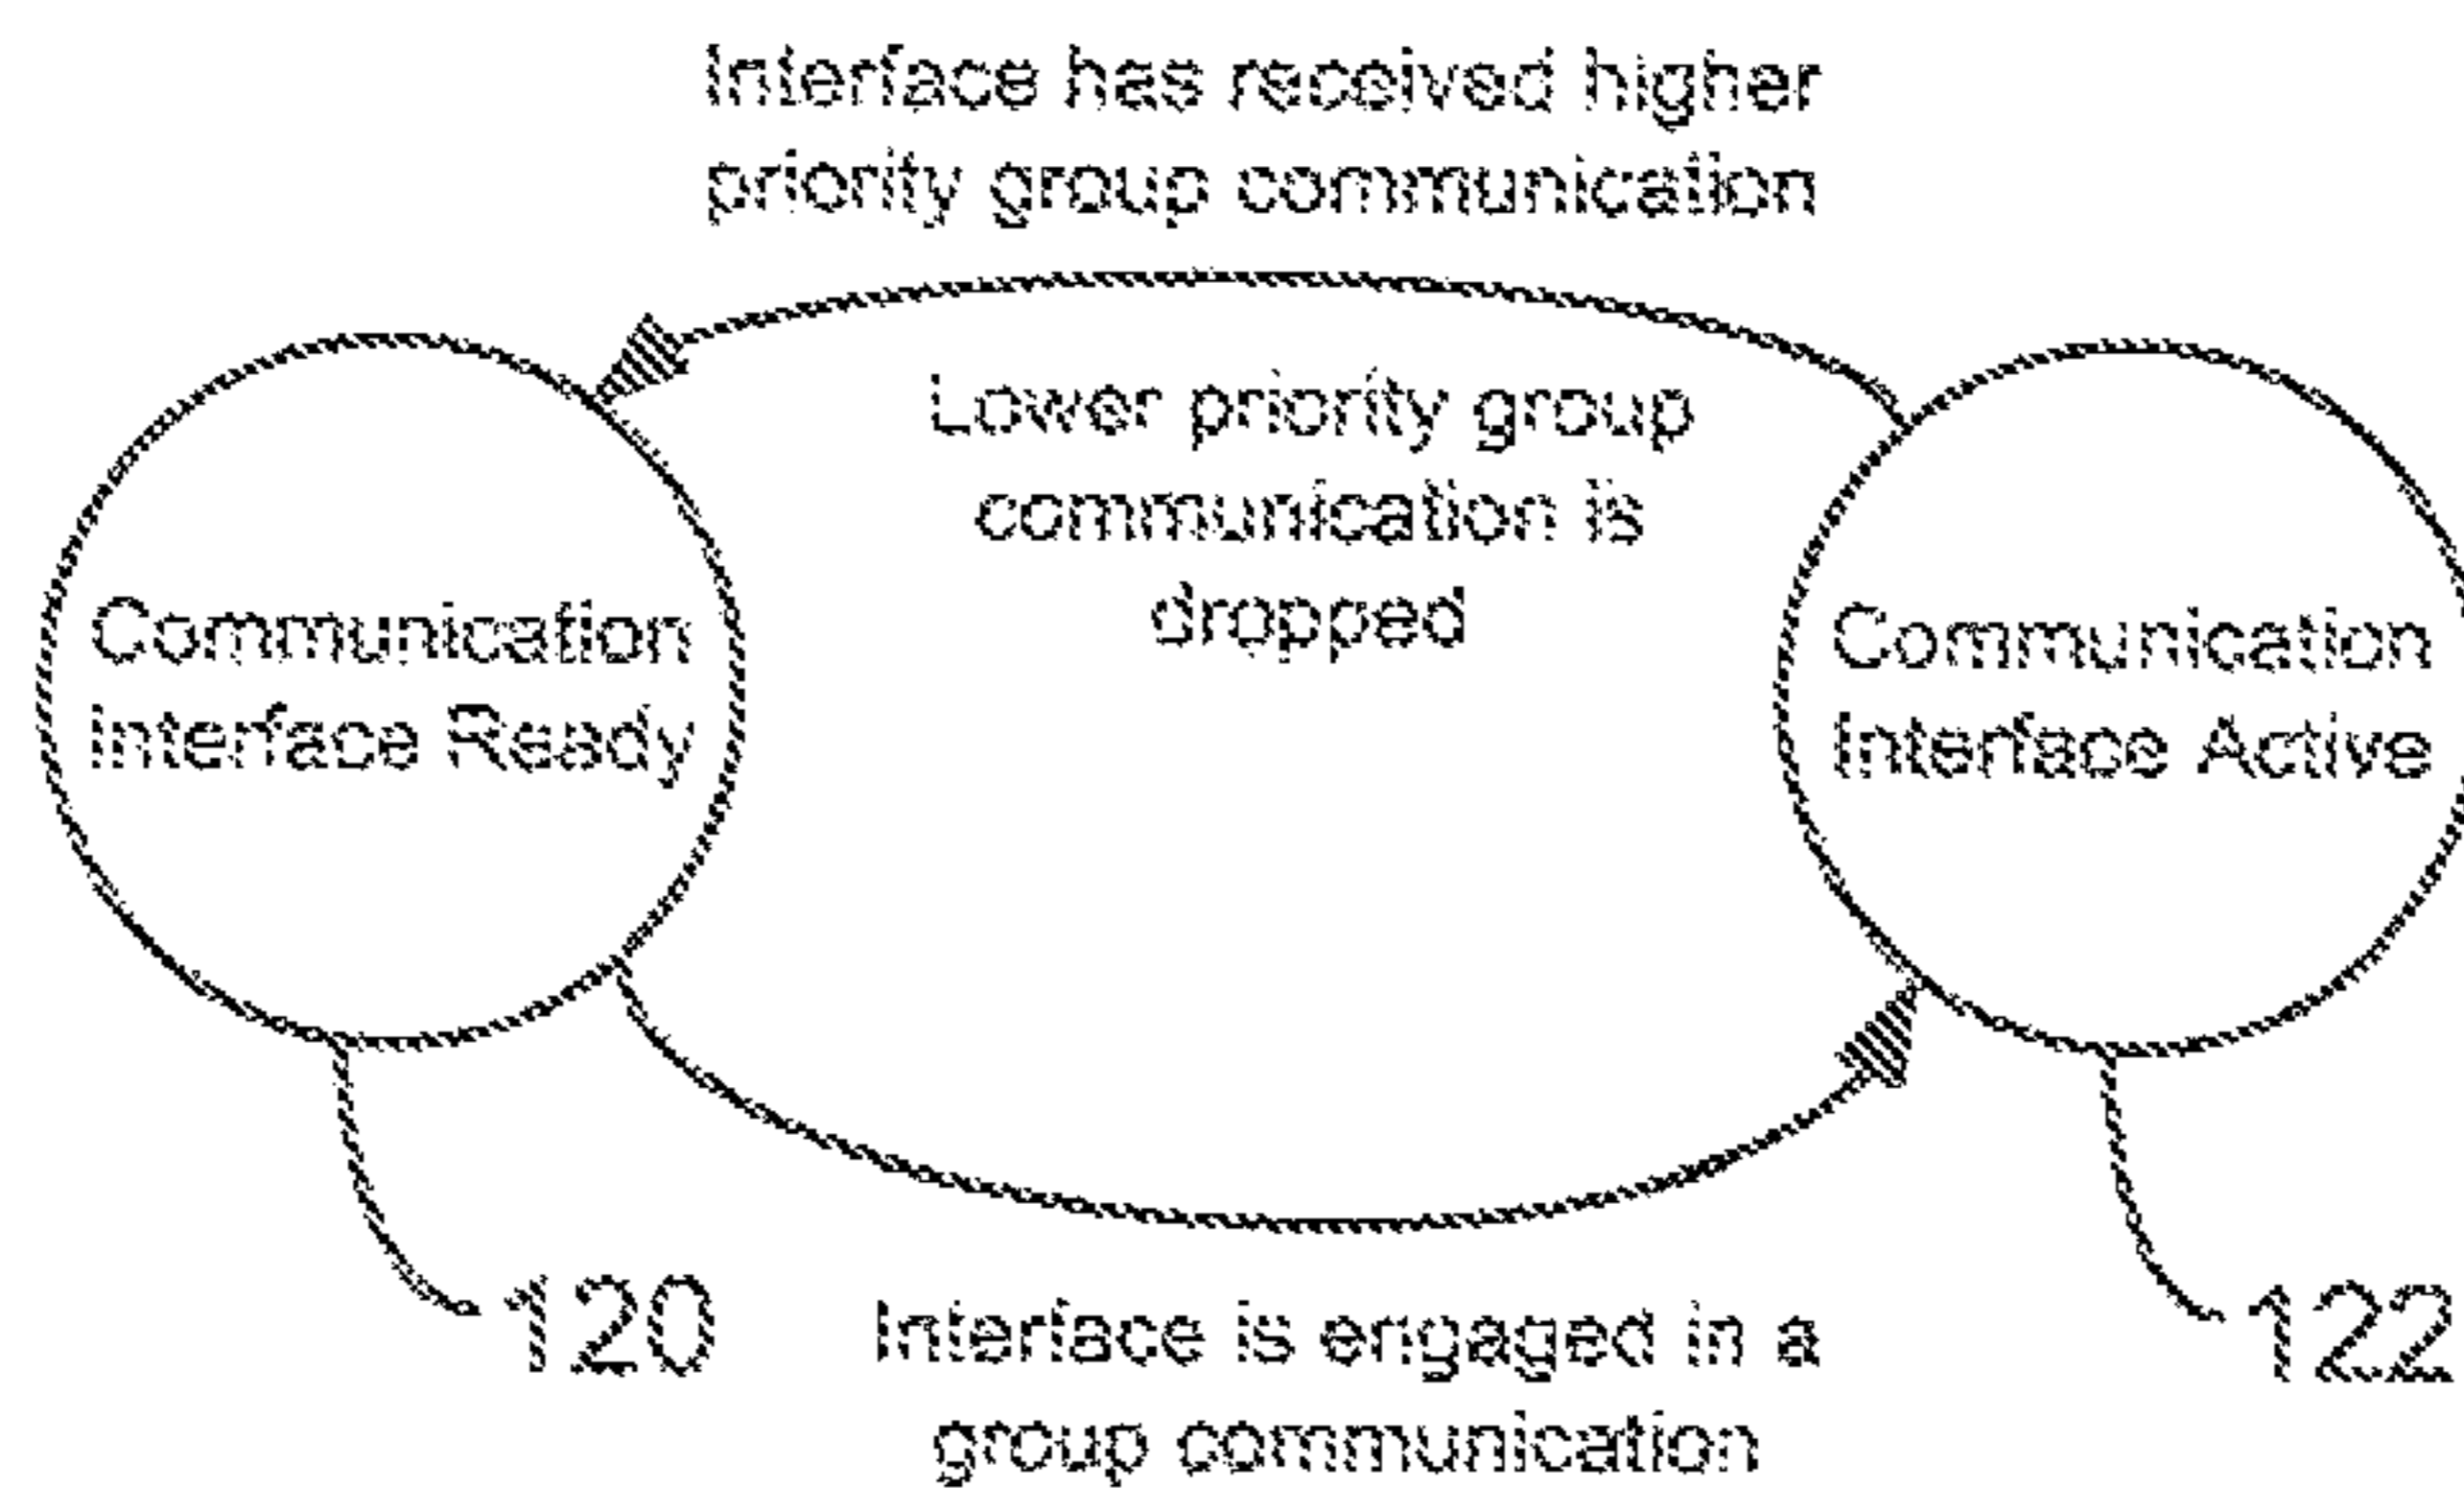 Interface has received higher
priority group communication
Lower priority group
communication is
dropped
Communication
Interface Ready
Communication
Interface Active
120
Interface is engaged in a
group communication
122